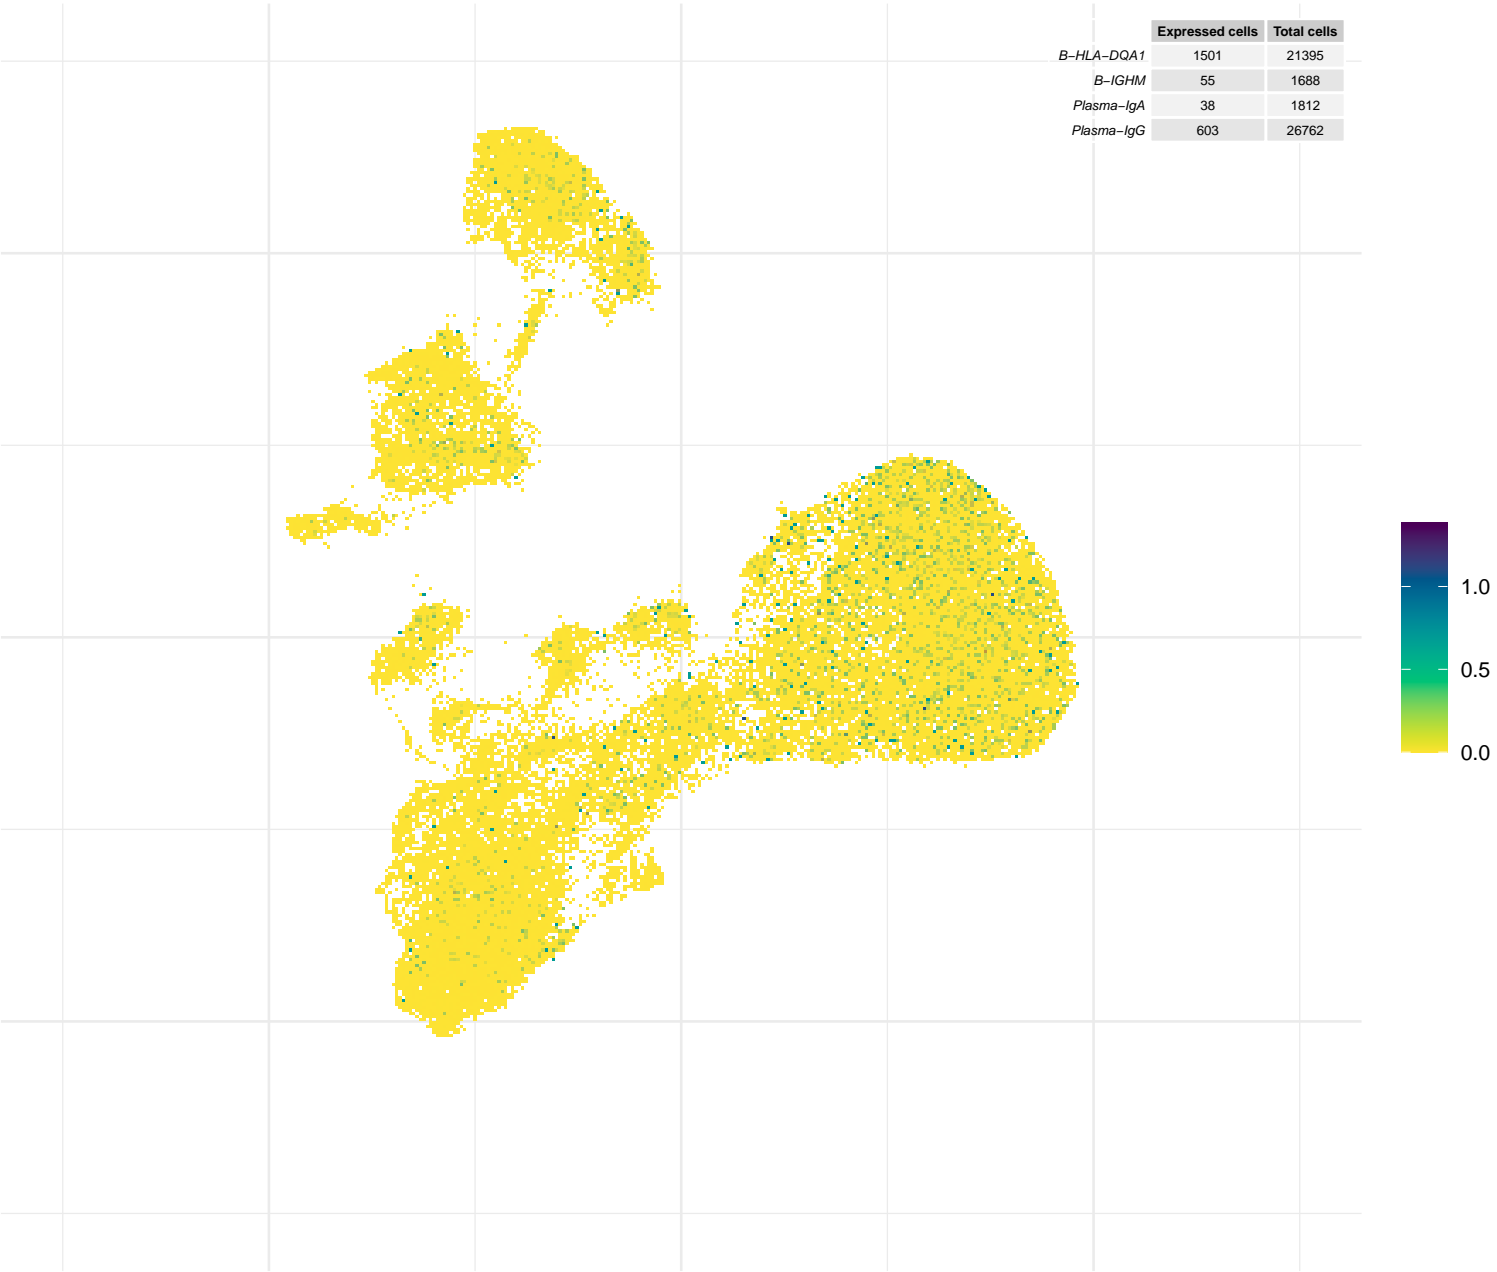 Expressed cells Total cells
B−HLA−DQA1 1501 21395
B−IGHM 55 1688
Plasma−IgA 38 1812
Plasma−IgG 603 26762
1.0
0.5
0.0